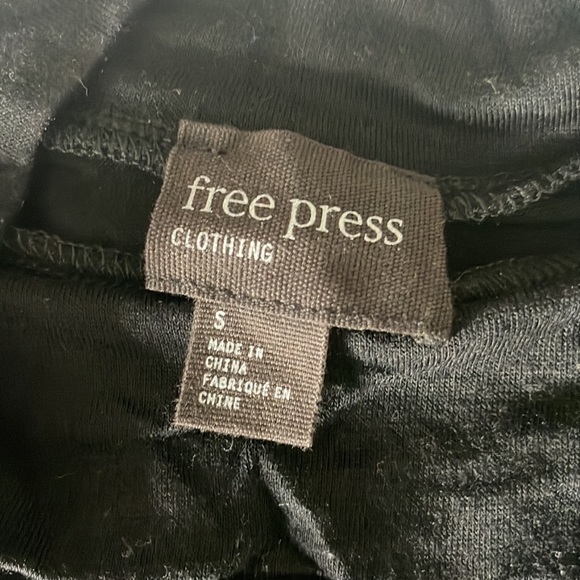 free press
CLOTHING
S
MADE IN
CHINA
FABRIQUÉ EN
CHINE